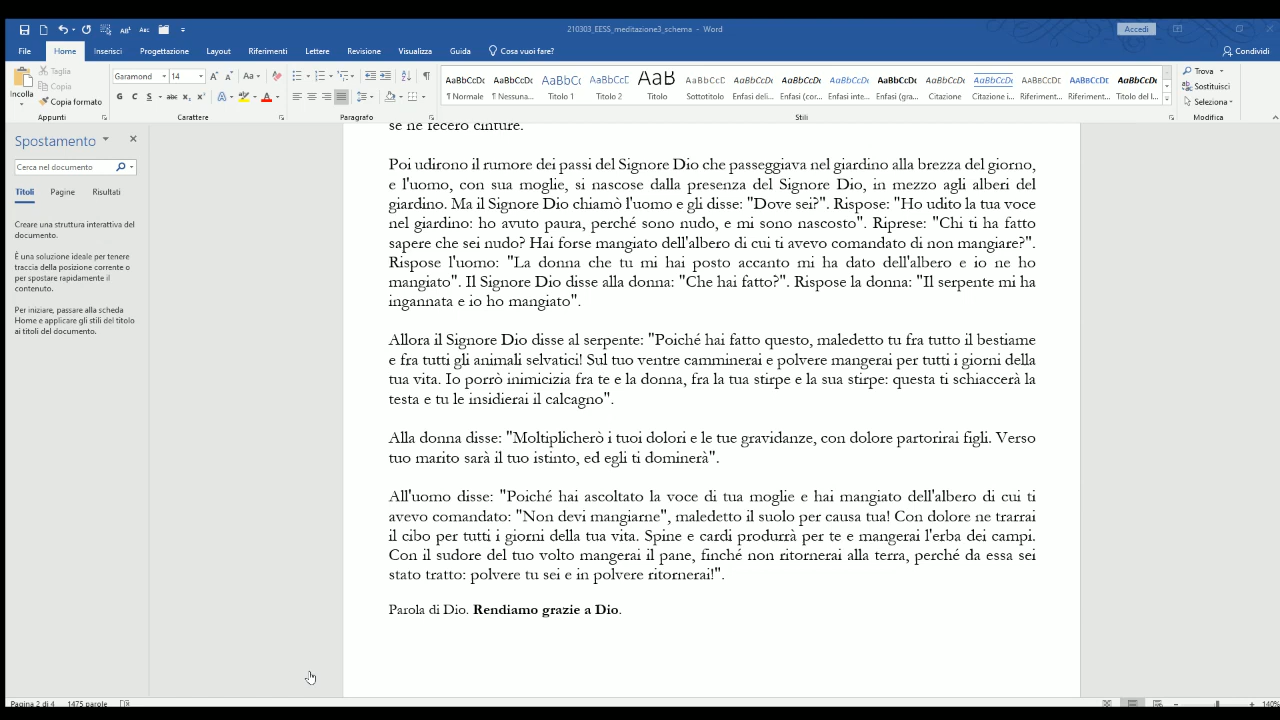 210303_EESS_meditazione3_schema - Word
Accedi
File Home Inserisci Progettazione Layout Riferimenti Lettere Revisione Visualizza Guida Cosa vuoi fare?
Condividi
Incolla
Taglia
Copia
Copia formato
Appunti
Garamond 14
G C S abc x₂ x²
Carattere
Paragrafo
AaBbCcDc AaBbCcDc AaBbC AaBbCcD AaB AaBbCcD AaBbCcDc AaBbCcDc AaBbCcDc AaBbCcDc AaBbCcDc AaBbCcDc AaBbCcDc AaBbCcDc AaBbCcDc
¶ Normale ¶ Nessuna... Titolo 1 Titolo 2 Titolo Sottotitolo Enfasi deli... Enfasi (cor... Enfasi inte... Enfasi (gra... Citazione Citazione i... Riferiment... Riferiment... Titolo del l...
Stili
Trova
Sostituisci
Seleziona
Modifica
Spostamento
Cerca nel documento
Titoli Pagine Risultati
Creare una struttura interattiva del
documento.
È una soluzione ideale per tenere
traccia della posizione corrente o
per spostare rapidamente il
contenuto.
Per iniziare, passare alla scheda
Home e applicare gli stili del titolo
ai titoli del documento.
se ne fecero cinture.
Poi udirono il rumore dei passi del Signore Dio che passeggiava nel giardino alla brezza del giorno,
e l'uomo, con sua moglie, si nascose dalla presenza del Signore Dio, in mezzo agli alberi del
giardino. Ma il Signore Dio chiamò l'uomo e gli disse: "Dove sei?". Rispose: "Ho udito la tua voce
nel giardino: ho avuto paura, perché sono nudo, e mi sono nascosto". Riprese: "Chi ti ha fatto
sapere che sei nudo? Hai forse mangiato dell'albero di cui ti avevo comandato di non mangiare?".
Rispose l'uomo: "La donna che tu mi hai posto accanto mi ha dato dell'albero e io ne ho
mangiato". Il Signore Dio disse alla donna: "Che hai fatto?". Rispose la donna: "Il serpente mi ha
ingannata e io ho mangiato".
Allora il Signore Dio disse al serpente: "Poiché hai fatto questo, maledetto tu fra tutto il bestiame
e fra tutti gli animali selvatici! Sul tuo ventre camminerai e polvere mangerai per tutti i giorni della
tua vita. Io porrò inimicizia fra te e la donna, fra la tua stirpe e la sua stirpe: questa ti schiaccerà la
testa e tu le insidierai il calcagno".
Alla donna disse: "Moltiplicherò i tuoi dolori e le tue gravidanze, con dolore partorirai figli. Verso
tuo marito sarà il tuo istinto, ed egli ti dominerà".
All'uomo disse: "Poiché hai ascoltato la voce di tua moglie e hai mangiato dell'albero di cui ti
avevo comandato: "Non devi mangiarne", maledetto il suolo per causa tua! Con dolore ne trarrai
il cibo per tutti i giorni della tua vita. Spine e cardi produrrà per te e mangerai l'erba dei campi.
Con il sudore del tuo volto mangerai il pane, finché non ritornerai alla terra, perché da essa sei
stato tratto: polvere tu sei e in polvere ritornerai!".
Parola di Dio. Rendiamo grazie a Dio.
Pagina 2 di 4 1475 parole
140%